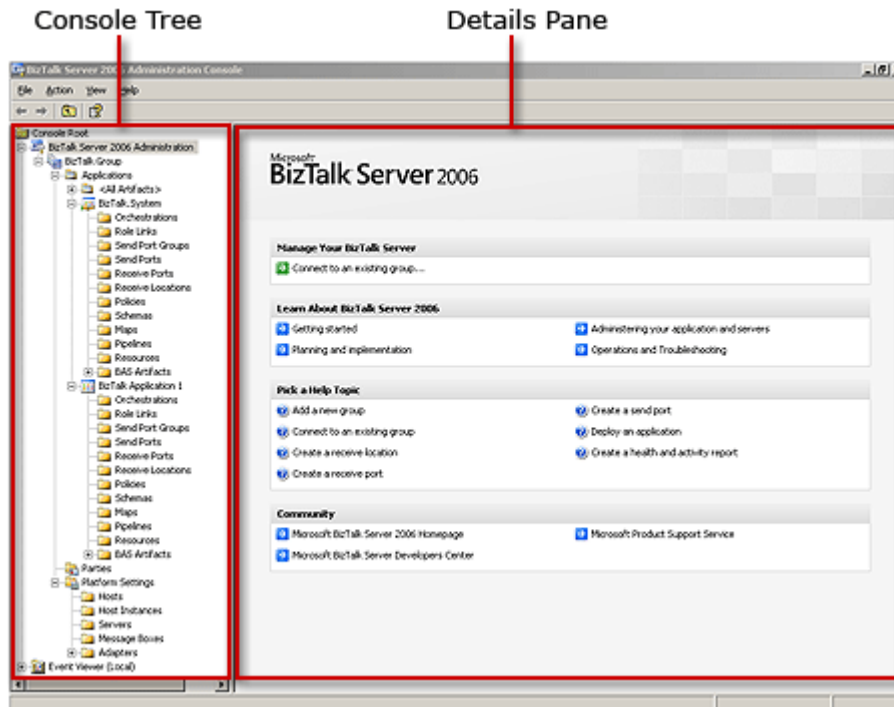 Console Tree
Details Pane
BizTalk Server 2006 Administration Console
File Action View Help
Console Root
BizTalk Server 2006 Administration
BizTalk Group
Applications
<All Artifacts>
BizTalk.System
Orchestrations
Role Links
Send Port Groups
Send Ports
Receive Ports
Receive Locations
Policies
Schemas
Maps
Pipelines
Resources
BAS Artifacts
BizTalk Application 1
Orchestrations
Role Links
Send Port Groups
Send Ports
Receive Ports
Receive Locations
Policies
Schemas
Maps
Pipelines
Resources
BAS Artifacts
Parties
Platform Settings
Hosts
Host Instances
Servers
Message Boxes
Adapters
Event Viewer (Local)
Microsoft
BizTalk Server 2006
Manage Your BizTalk Server
Connect to an existing group...
Learn About BizTalk Server 2006
Getting started
Administering your application and servers
Planning and implementation
Operations and Troubleshooting
Pick a Help Topic
Add a new group
Create a send port
Connect to an existing group
Deploy an application
Create a receive location
Create a health and activity report
Create a receive port
Community
Microsoft BizTalk Server 2006 Homepage
Microsoft Product Support Service
Microsoft BizTalk Server Developers Center